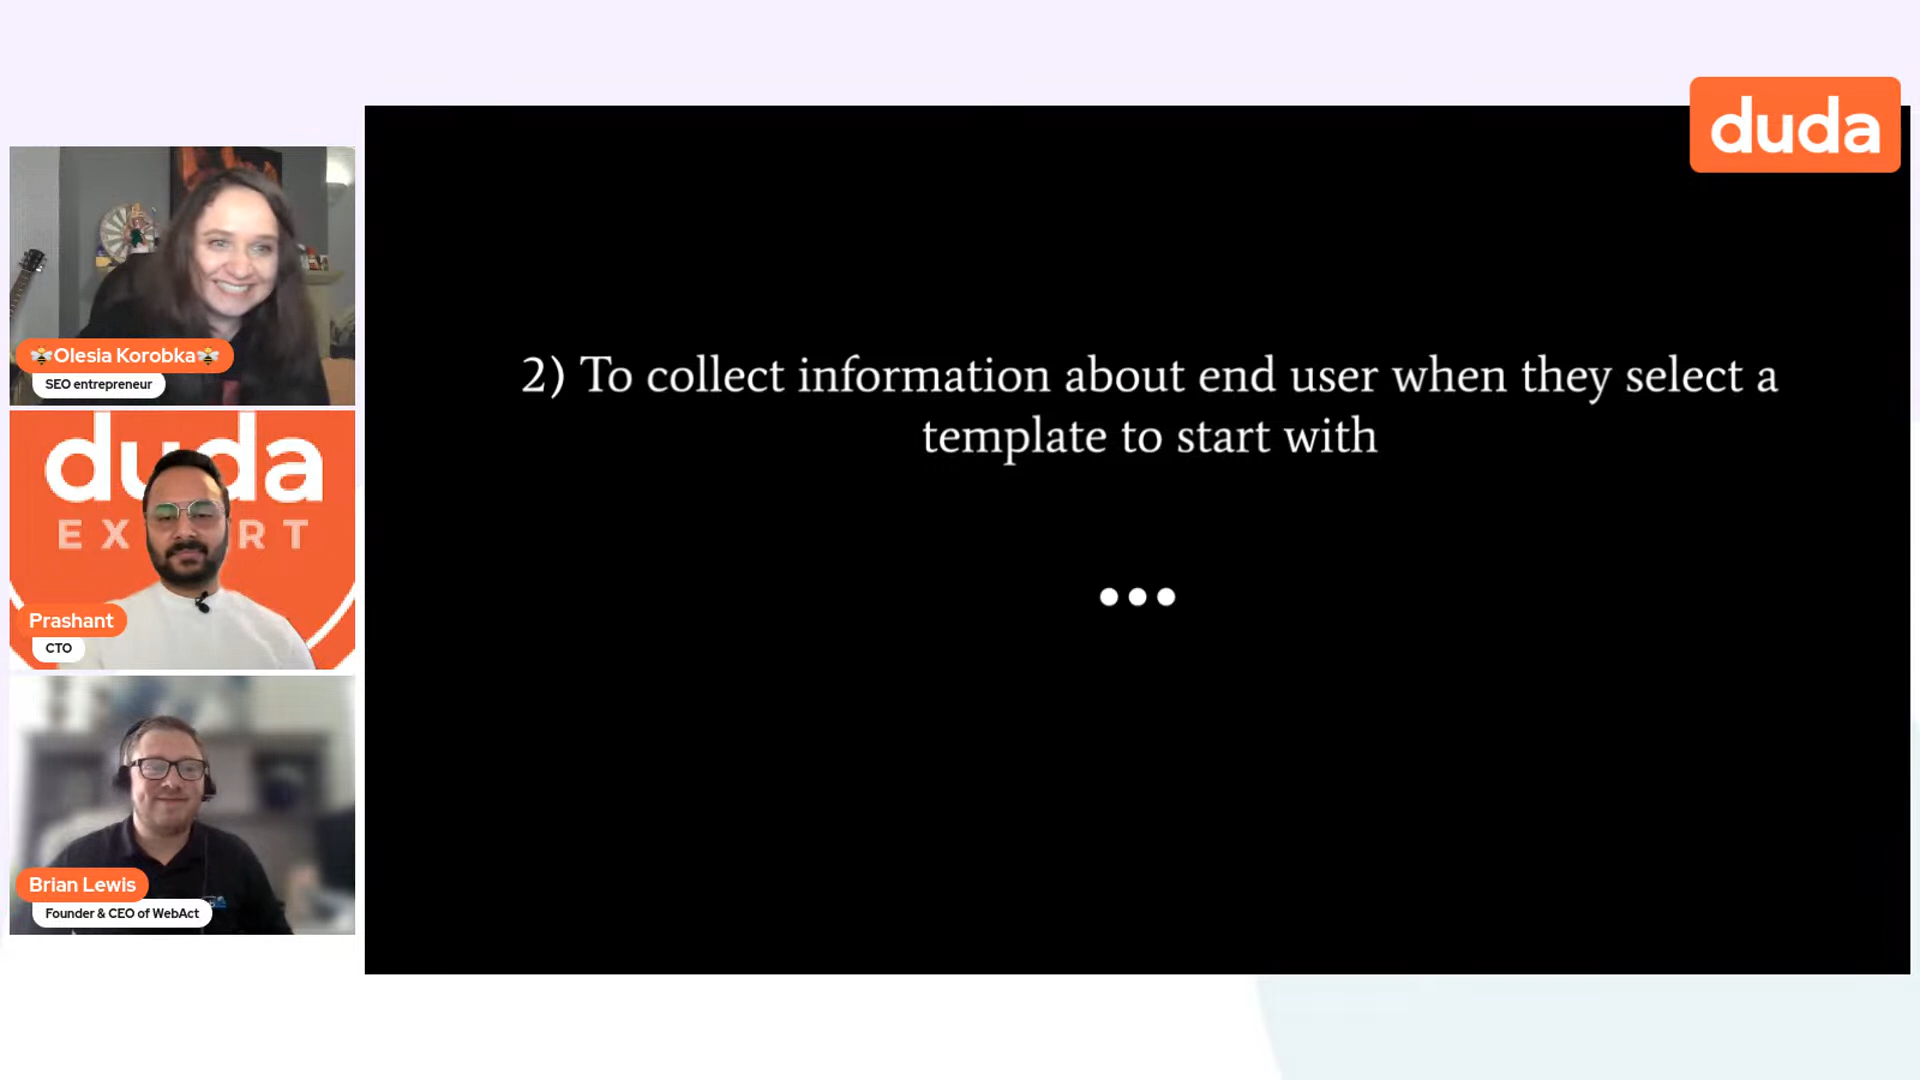 duda
2) To collect information about end user when they select a
template to start with
Olesia Korobka
SEO entrepreneur
duda
EX RT
Prashant
CTO
Brian Lewis
Founder & CEO of WebAct